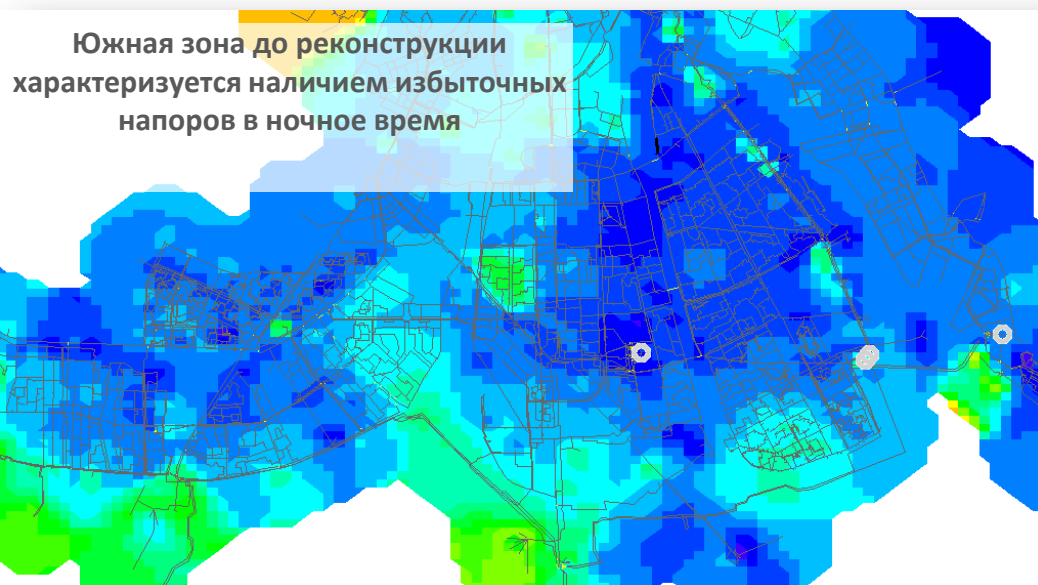 Южная зона до реконструкции
характеризуется наличием избыточных
напоров в ночное время